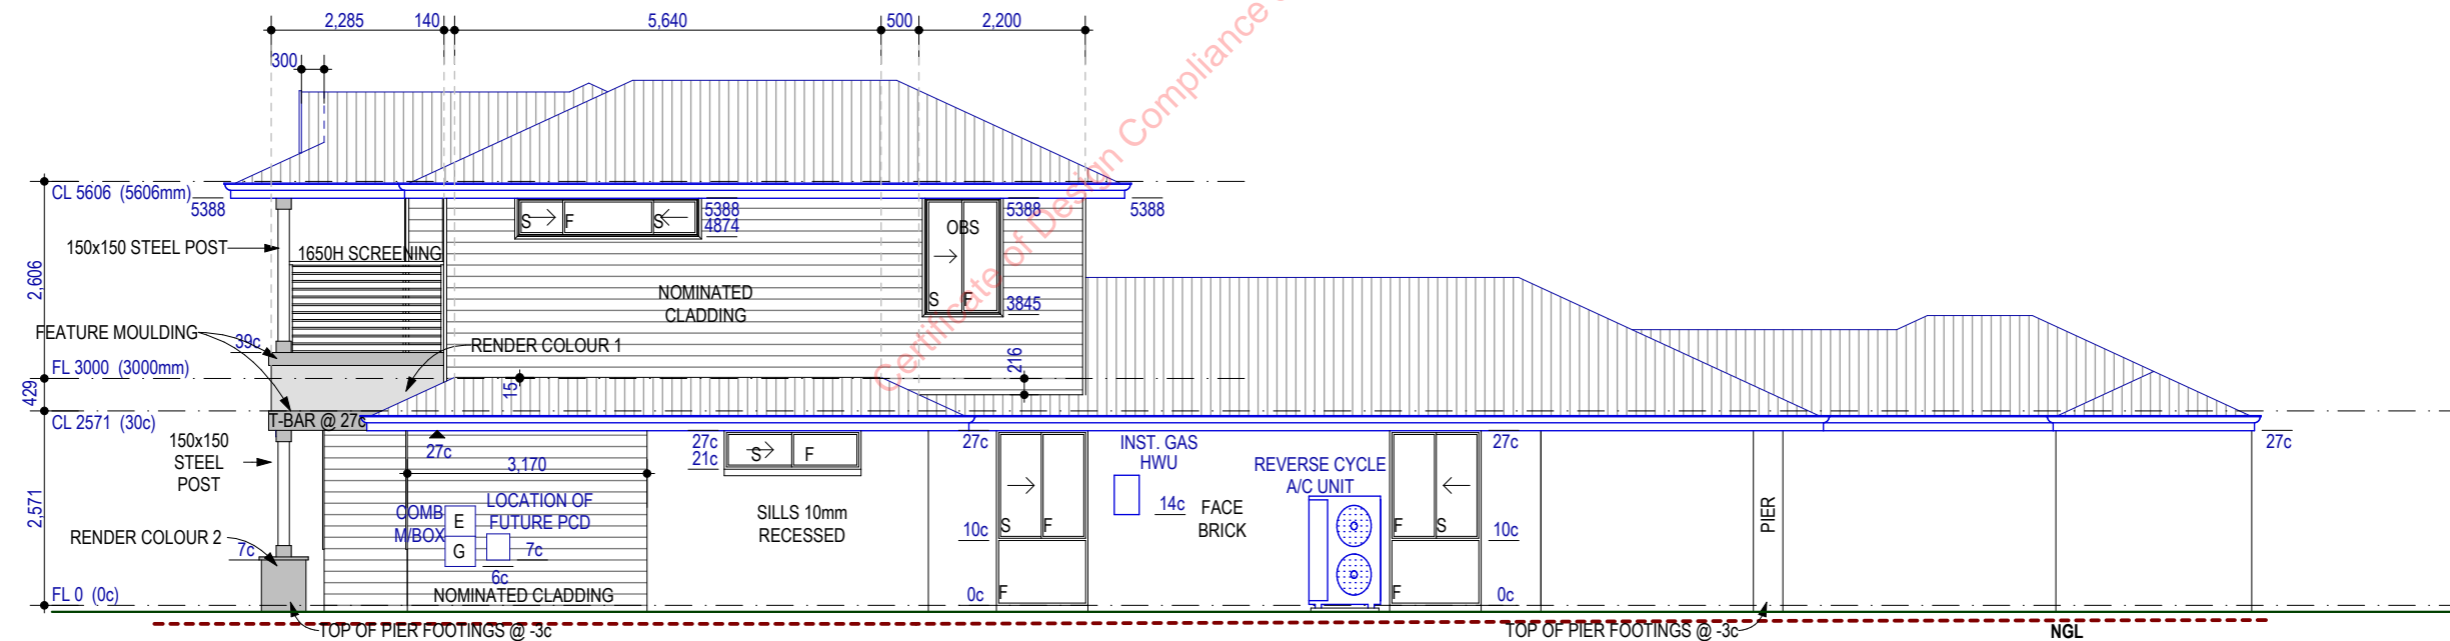 2,285
140
5,640
500
2,200
300
Certificate of Design Compliance
CL 5606 (5606mm)
5388
5388
4874
5388
5388
OBS
S
F
S
150x150 STEEL POST
1650H SCREENING
2,606
NOMINATED
CLADDING
S
F
3845
FEATURE MOULDING
39c
RENDER COLOUR 1
FL 3000 (3000mm)
216
15
429
CL 2571 (30c)
T-BAR @ 27c
150x150
STEEL
POST
27c
3,170
27c
21c
S
F
27c
INST. GAS
HWU
REVERSE CYCLE
A/C UNIT
27c
27c
2,571
COMB
M/BOX
E
G
LOCATION OF
FUTURE PCD
7c
6c
SILLS 10mm
RECESSED
10c
S
F
14c
FACE
BRICK
F
S
10c
PIER
RENDER COLOUR 2
7c
FL 0 (0c)
NOMINATED CLADDING
0c
F
F
0c
TOP OF PIER FOOTINGS @ -3c
TOP OF PIER FOOTINGS @ -3c
NGL